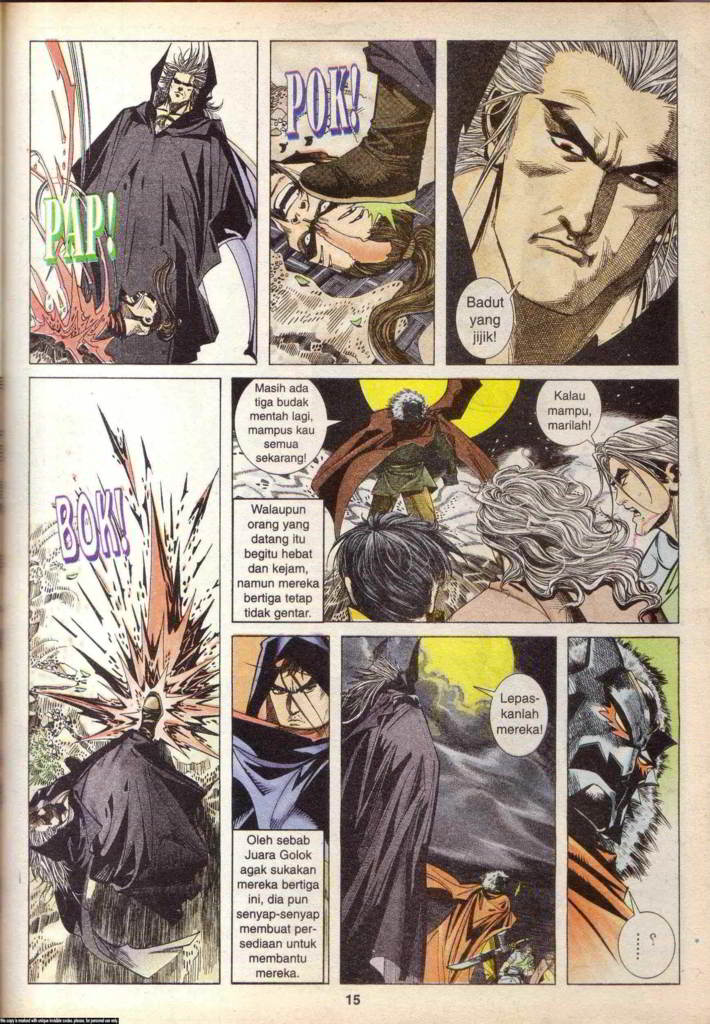 PAP!
POK!
Badut
yang
jijik!
BOK!
Masih ada
tiga budak
mentah lagi,
mampus kau
semua
sekarang!
Kalau
mampu,
marilah!
Walaupun
orang yang
datang itu
begitu hebat
dan kejam,
namun mereka
bertiga tetap
tidak gentar.
Oleh sebab
Juara Golok
agak sukakan
mereka bertiga
ini, dia pun
senyap-senyap
membuat per-
sediaan untuk
membantu
mereka.
Lepas-
kanlah
mereka!
......?
15